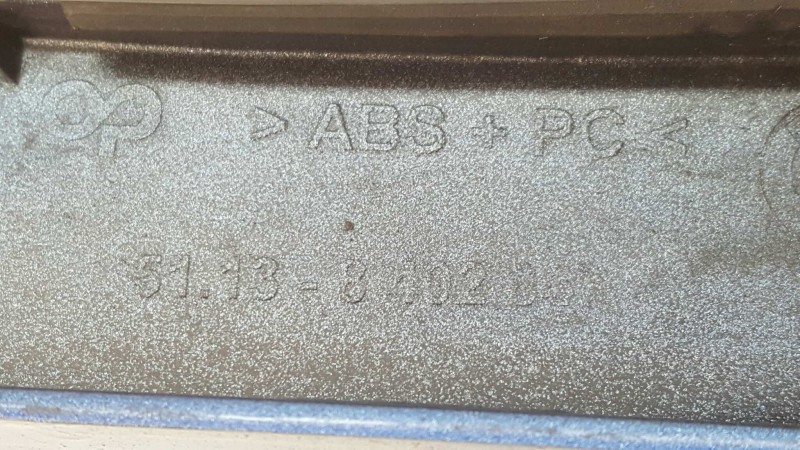 > ABS + PC <
51.13 - 8 402